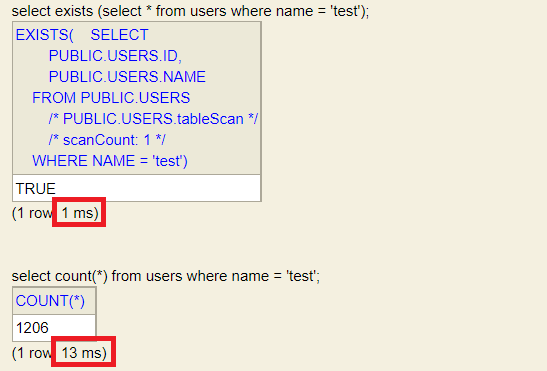 select exists (select * from users where name = 'test');
EXISTS( SELECT
PUBLIC.USERS.ID,
PUBLIC.USERS.NAME
FROM PUBLIC.USERS
/* PUBLIC.USERS.tableScan */
/* scanCount: 1 */
WHERE NAME = 'test')
TRUE
(1 row, 1 ms)
select count(*) from users where name = 'test';
COUNT(*)
1206
(1 row, 13 ms)